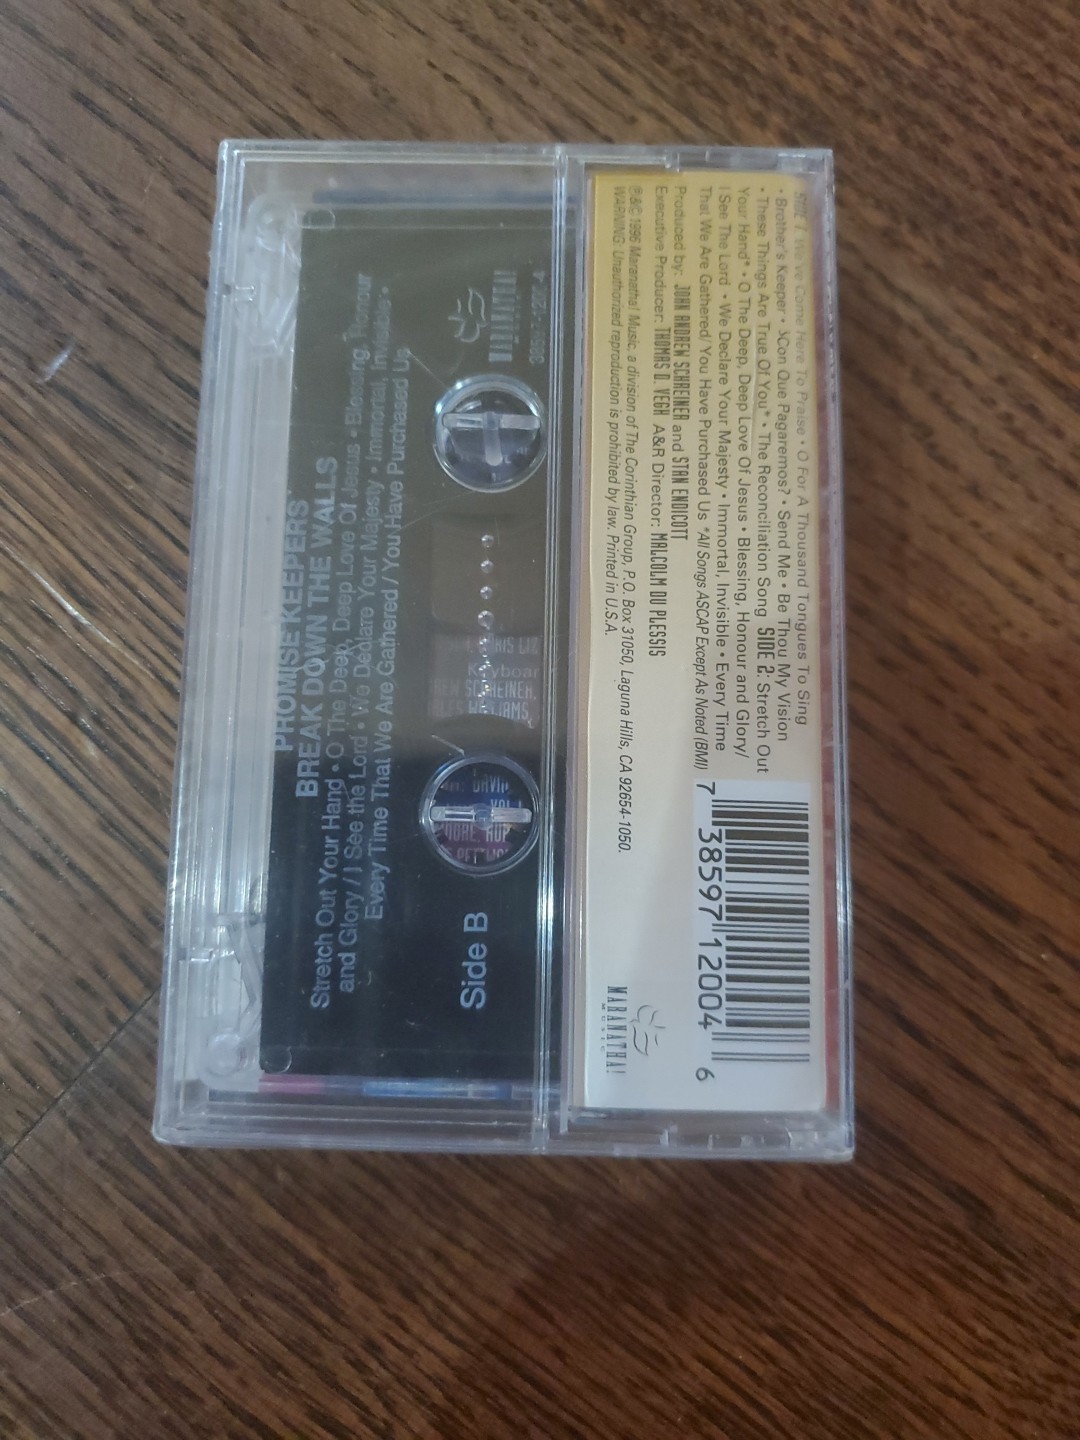 SIDE 1 We've Come Here To Praise • O For A Thousand Tongues To Sing
• Brother's Keeper • ¿Con Que Pagaremos? • Send Me • Be Thou My Vision
• These Things Are True Of You* • The Reconciliation Song SIDE 2: Stretch Out
Your Hand* • O The Deep, Deep Love Of Jesus • Blessing, Honour and Glory/
I See The Lord • We Declare Your Majesty • Immortal, Invisible • Every Time
That We Are Gathered/ You Have Purchased Us *All Songs ASCAP Except As Noted (BMI)
Produced by: JOHN ANDREW SCHREINER and STAN ENDICOTT
Executive Producer: THOMAS D. VEGH A&R Director: MALCOLM DU PLESSIS
℗&© 1996 Maranatha! Music, a division of The Corinthian Group, P.O. Box 31050, Laguna Hills, CA 92654-1050.
WARNING: Unauthorized reproduction is prohibited by law. Printed in U.S.A.
7 38597 12004 6
MARANATHA!
MUSIC
PROMISE KEEPERS
BREAK DOWN THE WALLS
Stretch Out Your Hand • O The Deep, Deep Love Of Jesus • Blessing, Honour
and Glory / I See the Lord • We Declare Your Majesty • Immortal, Invisible •
Every Time That We Are Gathered / You Have Purchased Us
Side B